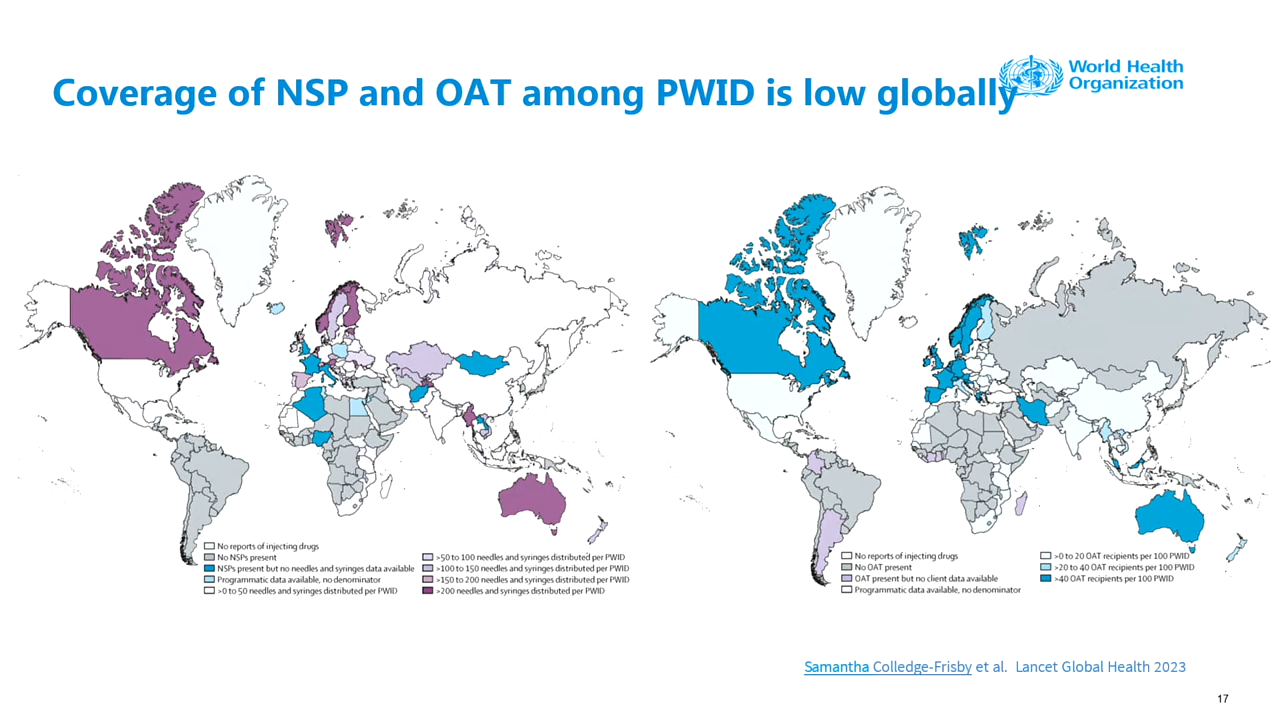 Coverage of NSP and OAT among PWID is low globally
World Health
Organization
No reports of injecting drugs
No NSPs present
NSPs present but no needles and syringes data available
Programmatic data available, no denominator
>0 to 50 needles and syringes distributed per PWID
>50 to 100 needles and syringes distributed per PWID
>100 to 150 needles and syringes distributed per PWID
>150 to 200 needles and syringes distributed per PWID
>200 needles and syringes distributed per PWID
No reports of injecting drugs
No OAT present
OAT present but no client data available
Programmatic data available, no denominator
>0 to 20 OAT recipients per 100 PWID
>20 to 40 OAT recipients per 100 PWID
>40 OAT recipients per 100 PWID
Samantha Colledge-Frisby et al. Lancet Global Health 2023
17